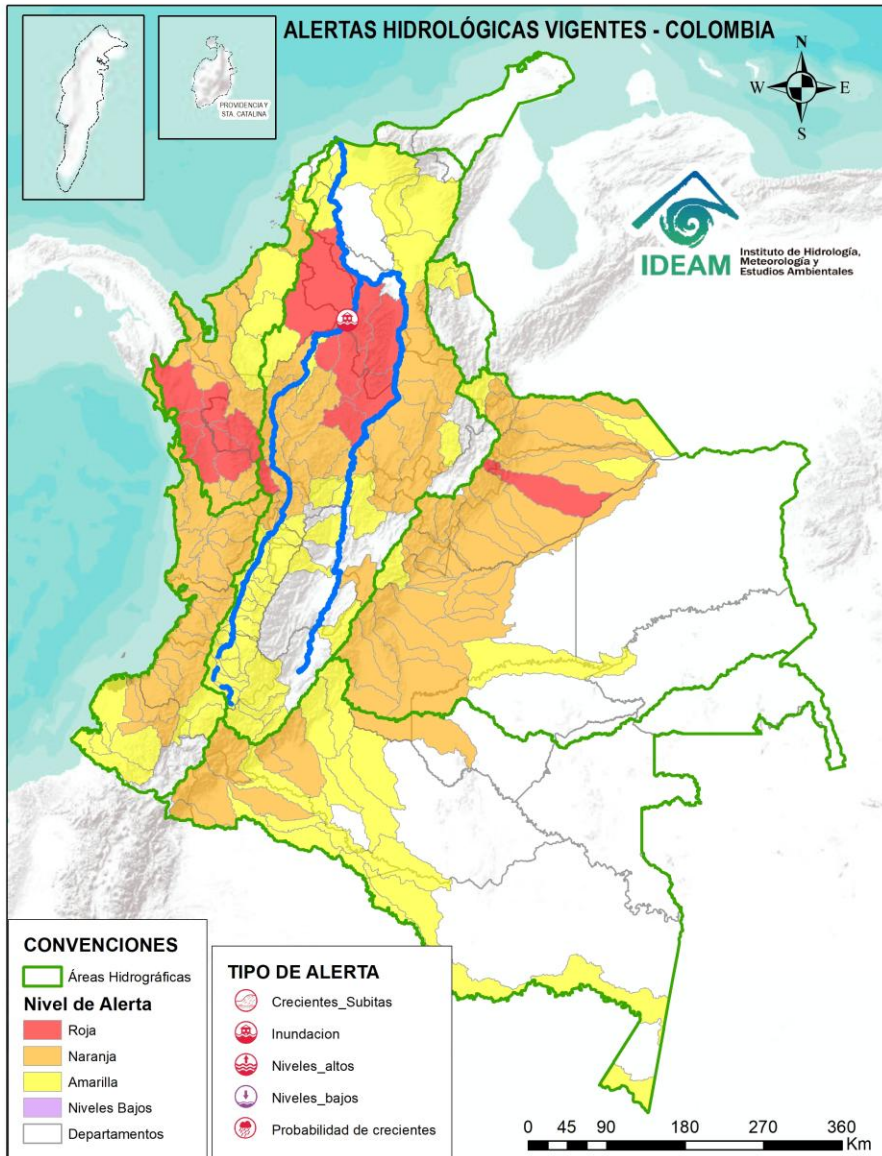 ALERTAS HIDROLÓGICAS VIGENTES - COLOMBIA
PROVIDENCIA Y
STA. CATALINA
N
W
E
S
IDEAM
Instituto de Hidrología,
Meteorología y
Estudios Ambientales
CONVENCIONES
Áreas Hidrográficas
Nivel de Alerta
Roja
Naranja
Amarilla
Niveles Bajos
Departamentos
TIPO DE ALERTA
Crecientes_Subitas
Inundacion
Niveles_altos
Niveles_bajos
Probabilidad de crecientes
0 45 90 180 270 360
Km